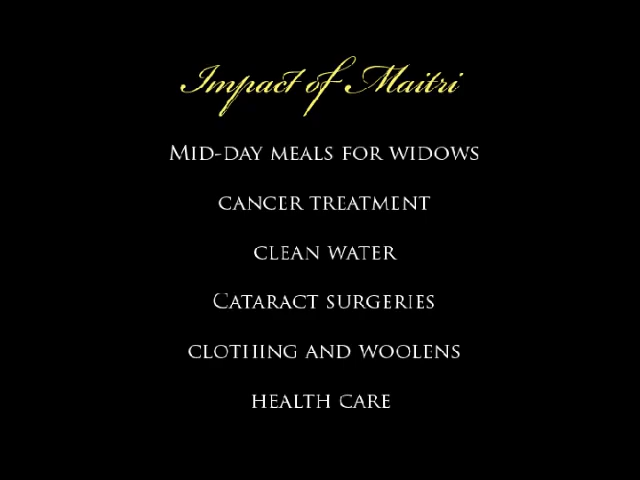 Impact of Maitri
Mid-day meals for widows
cancer treatment
clean water
Cataract surgeries
clothing and woolens
health care